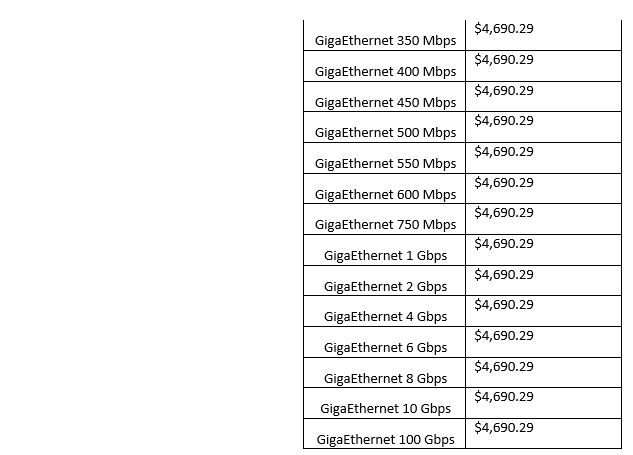 GigaEthernet 350 Mbps $4,690.29
GigaEthernet 400 Mbps $4,690.29
GigaEthernet 450 Mbps $4,690.29
GigaEthernet 500 Mbps $4,690.29
GigaEthernet 550 Mbps $4,690.29
GigaEthernet 600 Mbps $4,690.29
GigaEthernet 750 Mbps $4,690.29
GigaEthernet 1 Gbps $4,690.29
GigaEthernet 2 Gbps $4,690.29
GigaEthernet 4 Gbps $4,690.29
GigaEthernet 6 Gbps $4,690.29
GigaEthernet 8 Gbps $4,690.29
GigaEthernet 10 Gbps $4,690.29
GigaEthernet 100 Gbps $4,690.29